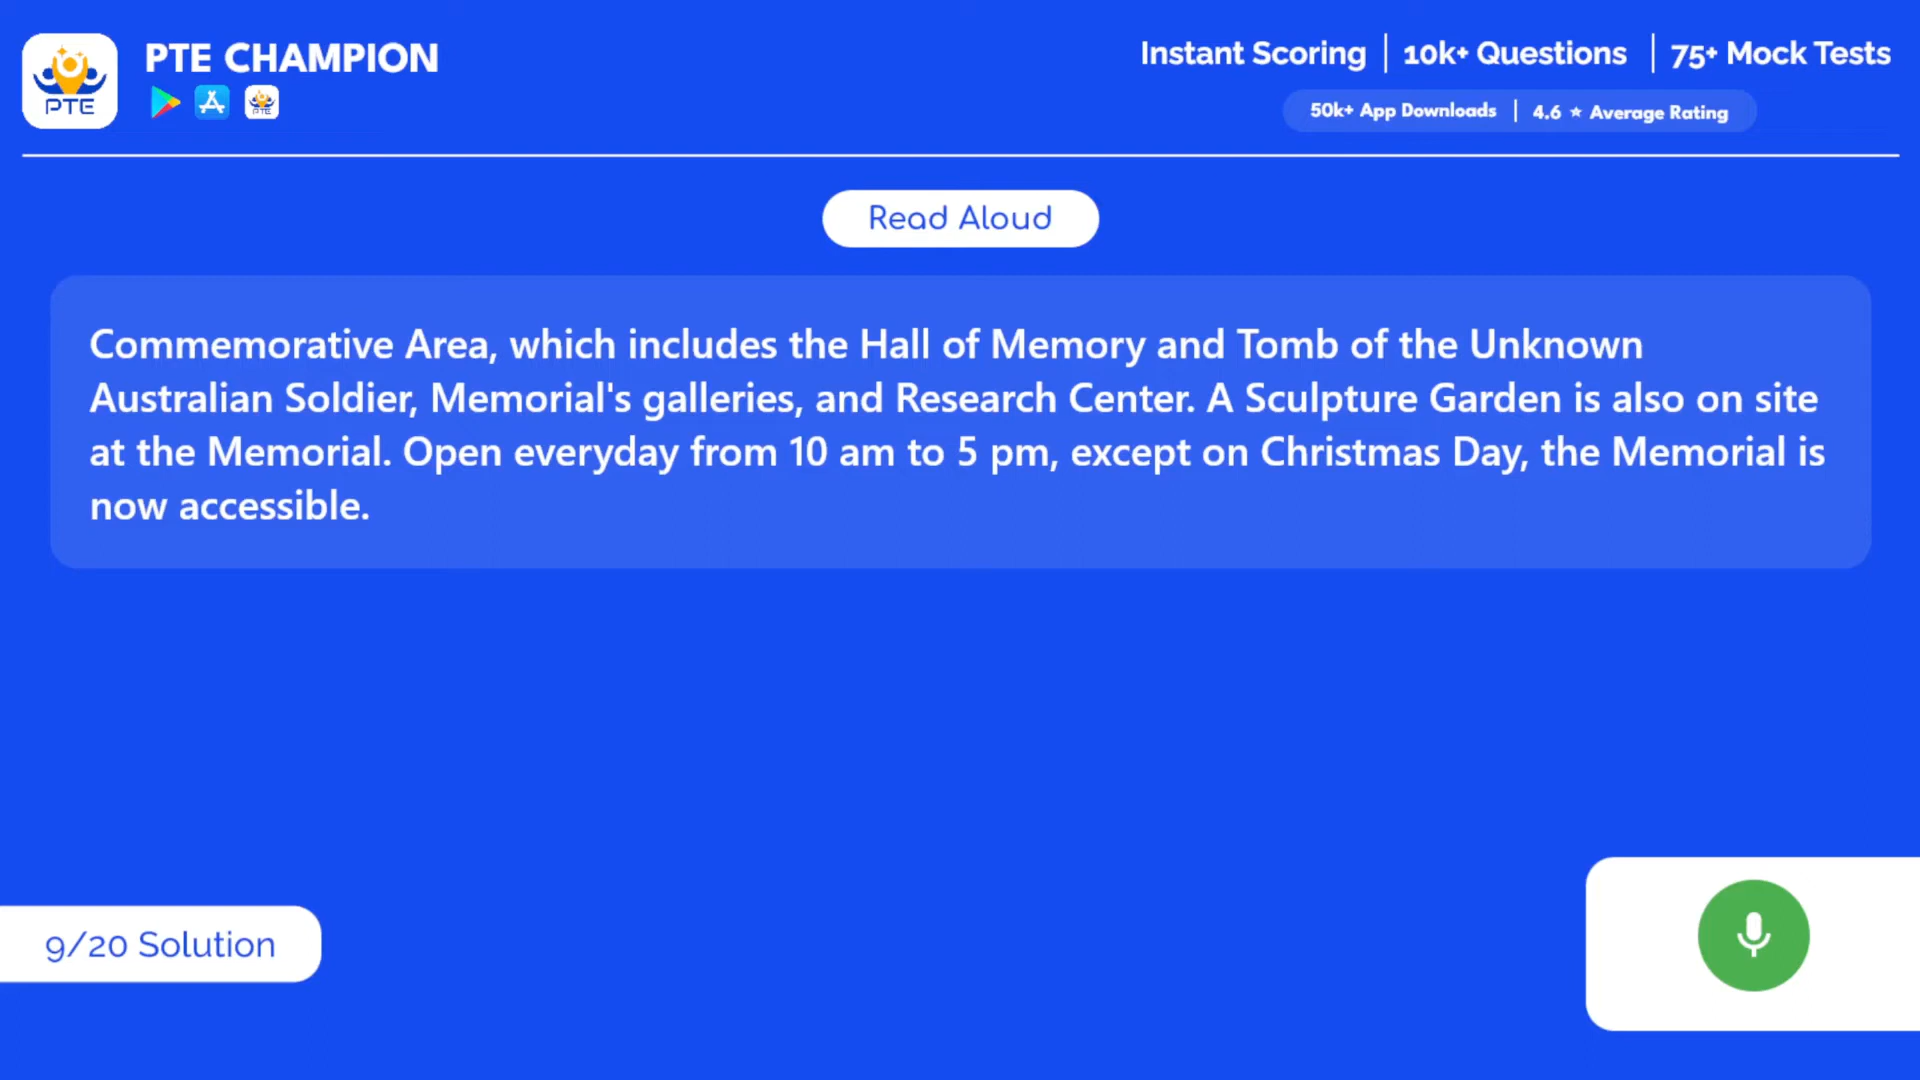 PTE CHAMPION
PTE
PTE
Instant Scoring | 10k+ Questions | 75+ Mock Tests
50k+ App Downloads | 4.6 ★ Average Rating
Read Aloud
Commemorative Area, which includes the Hall of Memory and Tomb of the Unknown
Australian Soldier, Memorial's galleries, and Research Center. A Sculpture Garden is also on site
at the Memorial. Open everyday from 10 am to 5 pm, except on Christmas Day, the Memorial is
now accessible.
9/20 Solution